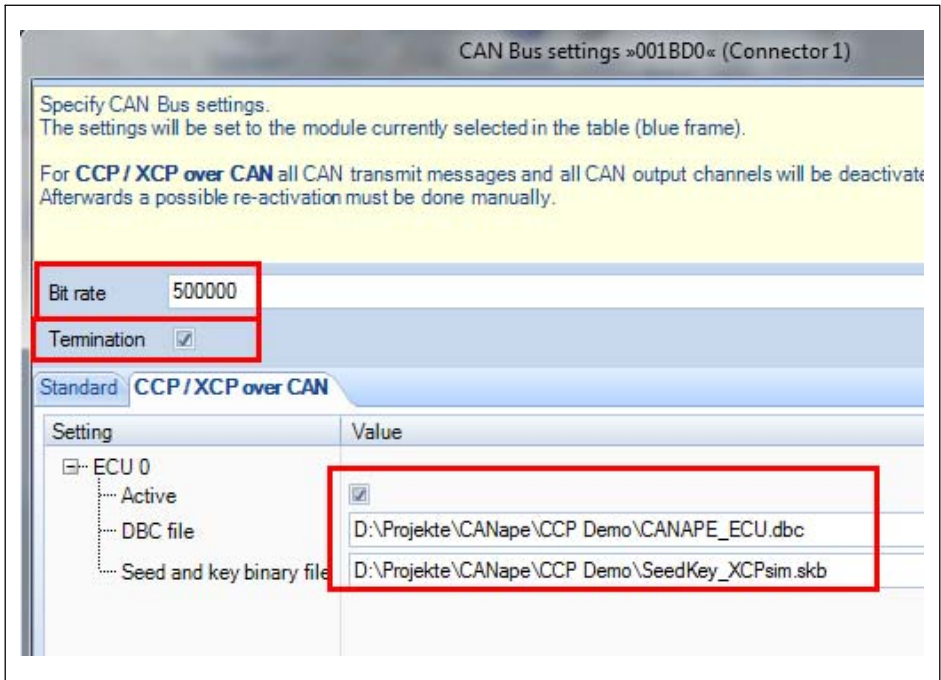 CAN Bus settings »001BD0« (Connector 1)
Specify CAN Bus settings.
The settings will be set to the module currently selected in the table (blue frame).
For CCP / XCP over CAN all CAN transmit messages and all CAN output channels will be deactivate
Afterwards a possible re-activation must be done manually.
Bit rate 500000
Termination
Standard CCP / XCP over CAN
Setting Value
ECU 0
Active
DBC file D:\Projekte\CANape\CCP Demo\CANAPE_ECU.dbc
Seed and key binary file D:\Projekte\CANape\CCP Demo\SeedKey_XCPsim.skb